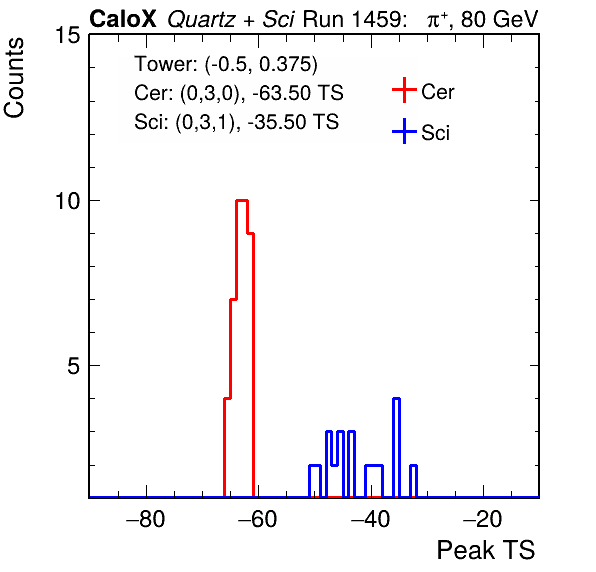 CaloX Quartz + Sci Run 1459: π⁺, 80 GeV
Counts
15
Tower: (-0.5, 0.375)
Cer: (0,3,0), -63.50 TS
Sci: (0,3,1), -35.50 TS
Cer
Sci
10
5
−80 −60 −40 −20
Peak TS